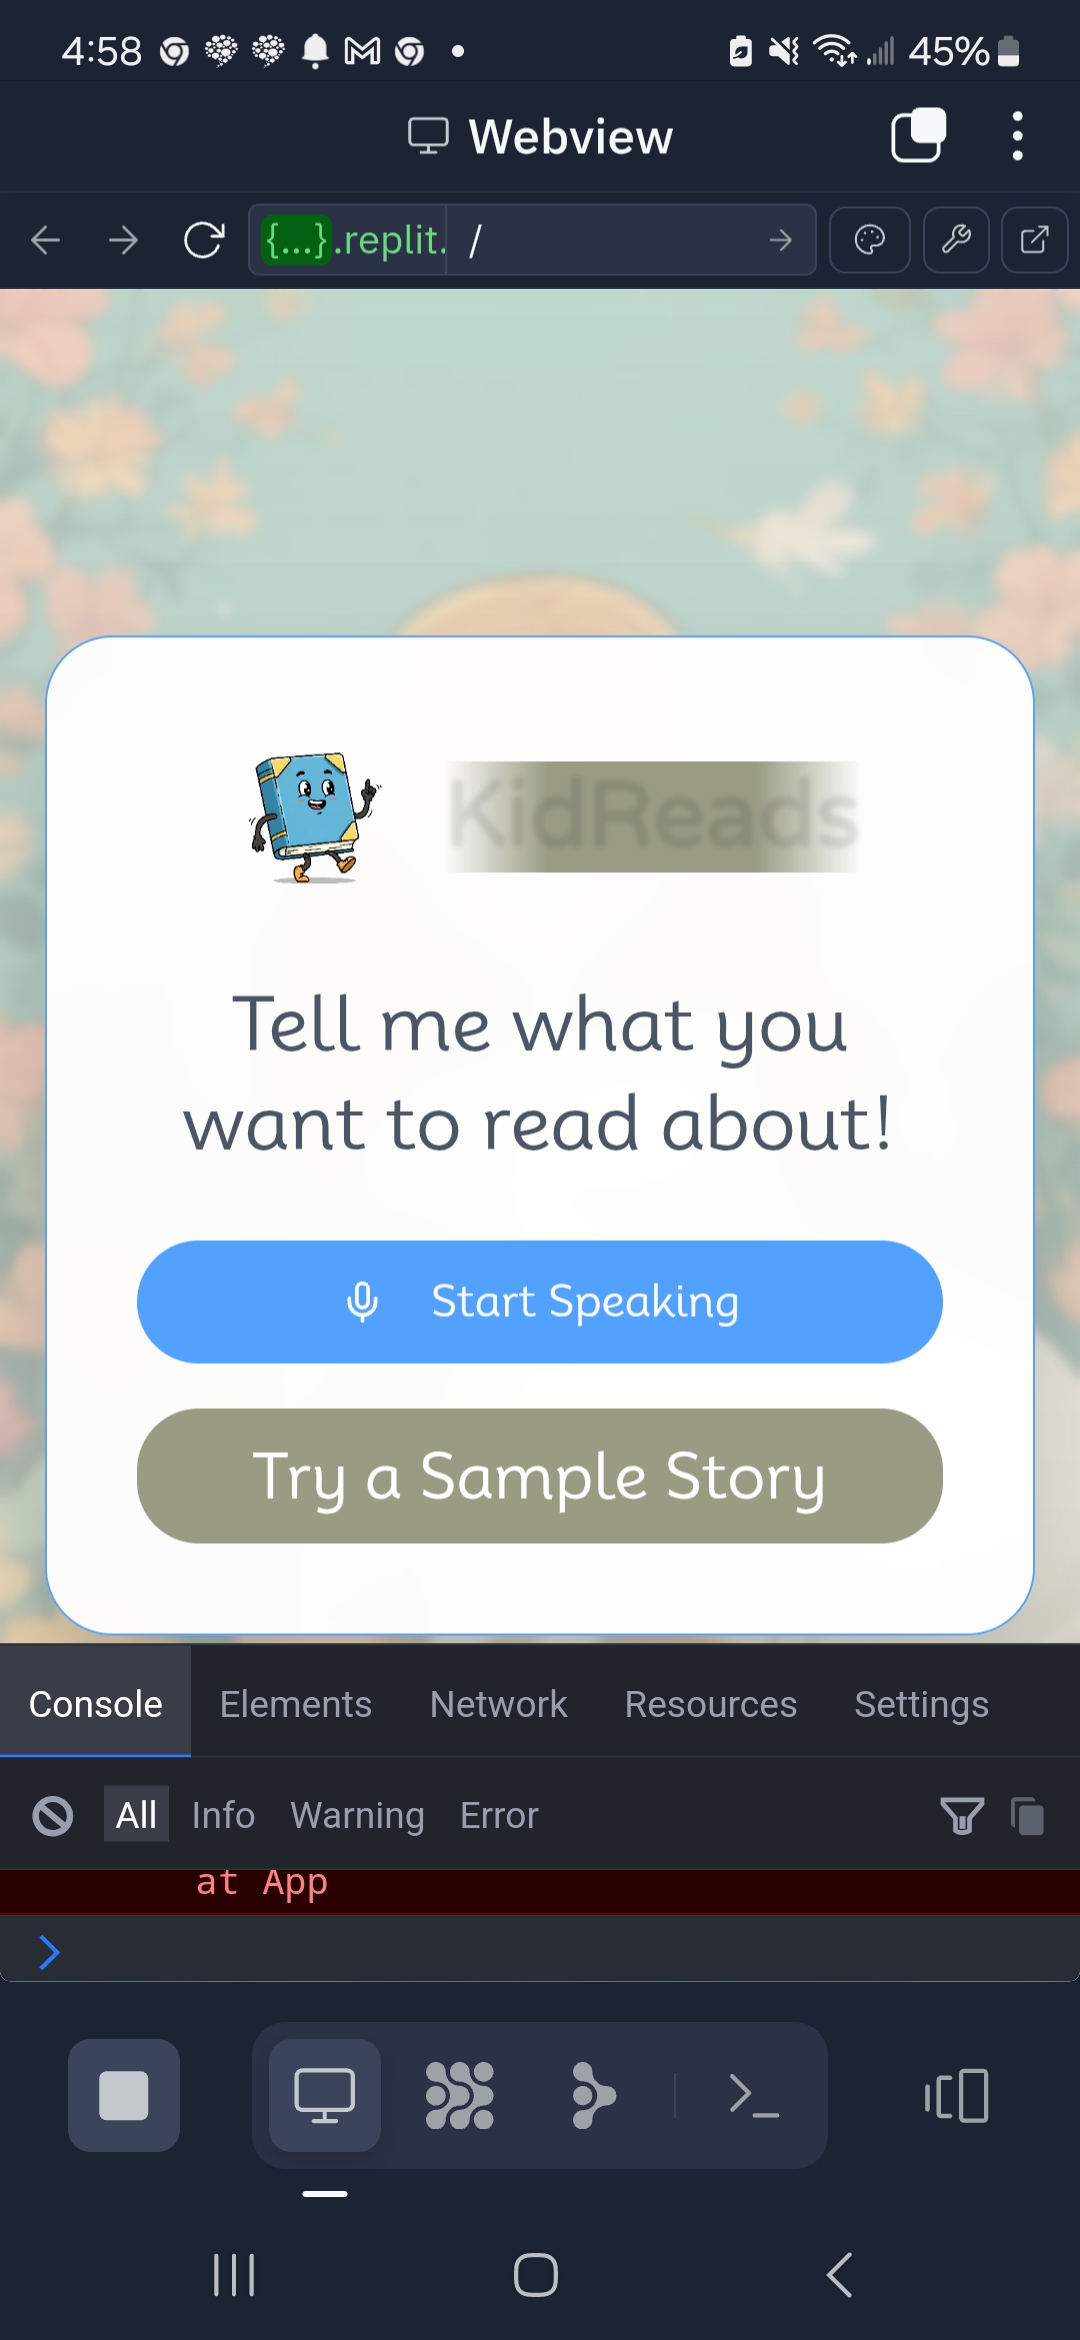 4:58
45%
Webview
{...}.replit. /
KidReads
Tell me what you
want to read about!
Start Speaking
Try a Sample Story
Console Elements Network Resources Settings
All Info Warning Error
at App